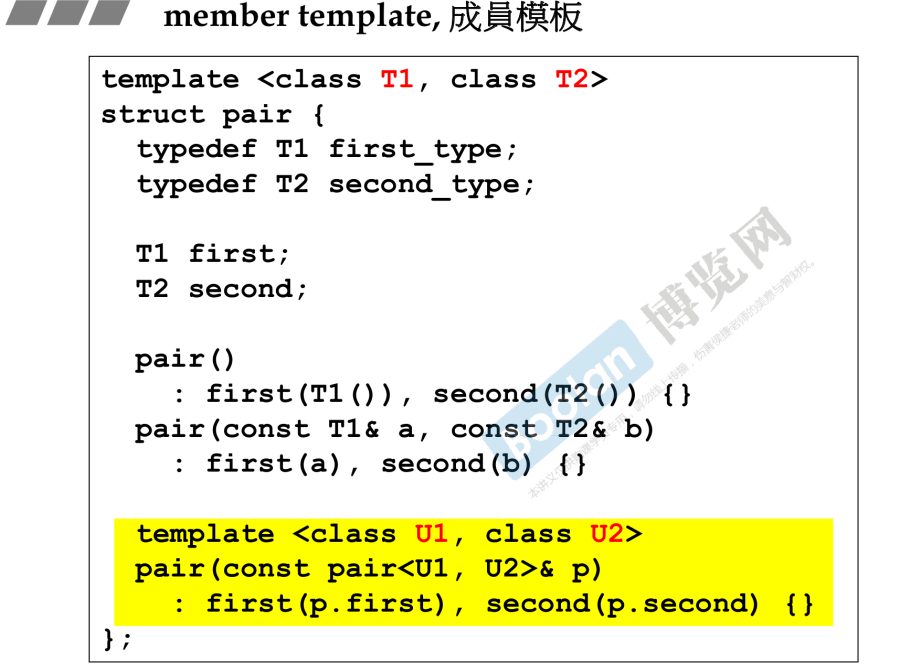 member template, 成員模板
template <class T1, class T2>
struct pair {
  typedef T1 first_type;
  typedef T2 second_type;
  T1 first;
  T2 second;
  pair()
    : first(T1()), second(T2()) {}
  pair(const T1& a, const T2& b)
    : first(a), second(b) {}
  template <class U1, class U2>
  pair(const pair<U1, U2>& p)
    : first(p.first), second(p.second) {}
};
boolan
博览网